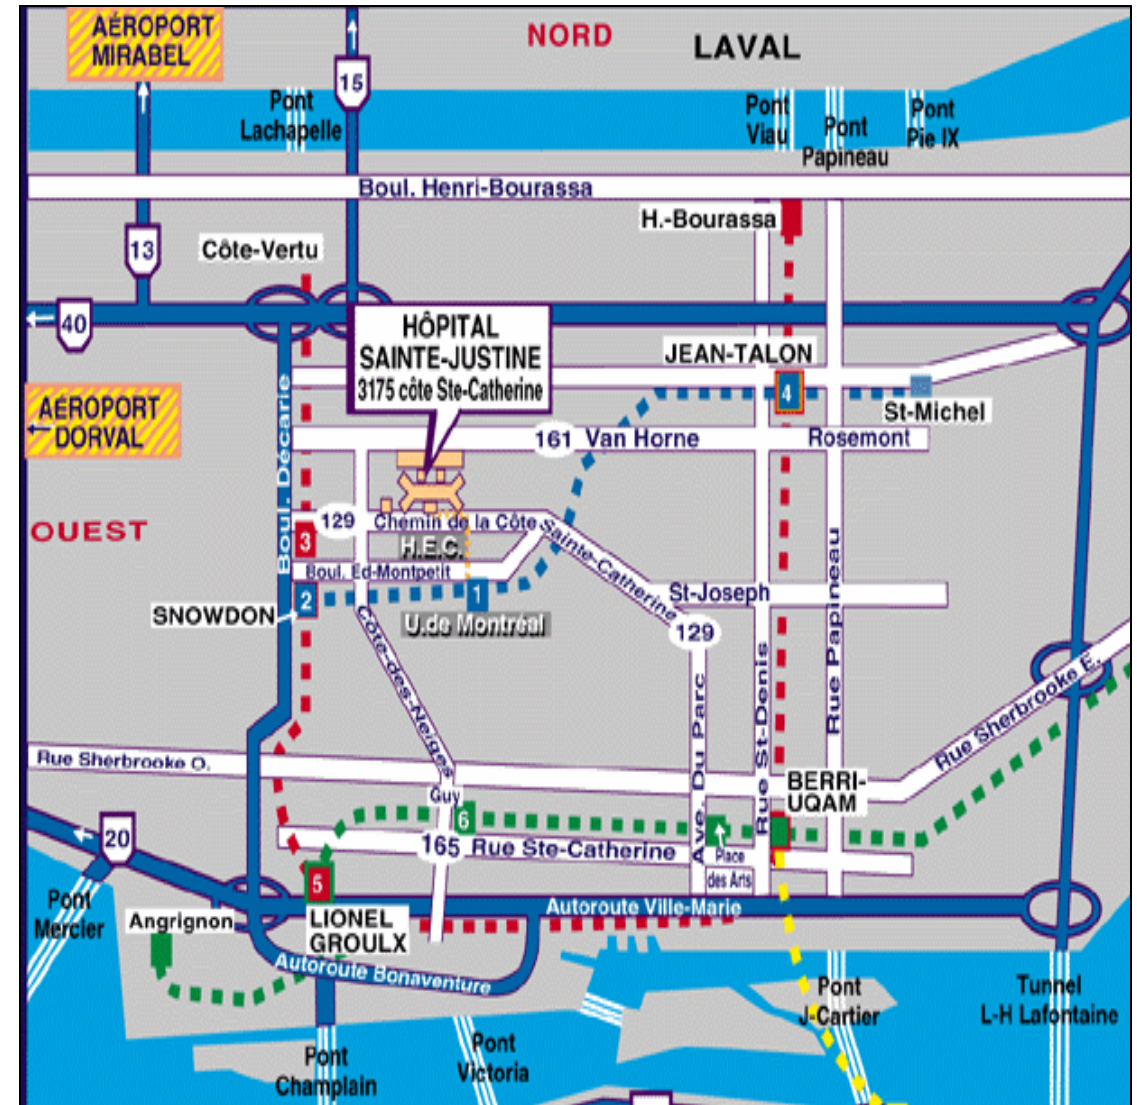 AÉROPORT
MIRABEL
NORD
LAVAL
15
Pont
Lachapelle
Pont
Viau
Pont
Papineau
Pont
Pie IX
Boul. Henri-Bourassa
H.-Bourassa
13
Côte-Vertu
40
HÔPITAL
SAINTE-JUSTINE
3175 côte Ste-Catherine
JEAN-TALON
4
St-Michel
AÉROPORT
DORVAL
Boul. Décarie
161 Van Horne
Rosemont
OUEST
3
129 Chemin de la Côte Sainte-Catherine
H.E.C.
Boul. Ed-Montpetit
2
1
SNOWDON
U.de Montréal
St-Joseph
129
Côte-des-Neiges
Ave. Du Parc
Rue St-Denis
Rue Papineau
Rue Sherbrooke E.
Rue Sherbrooke O.
BERRI-
UQAM
Guy
6
20
165 Rue Ste-Catherine
Place
des Arts
5
Pont
Mercier
Angrignon
LIONEL
GROULX
Autoroute Ville-Marie
Autoroute Bonaventure
Pont
J-Cartier
Tunnel
L-H Lafontaine
Pont
Champlain
Pont
Victoria